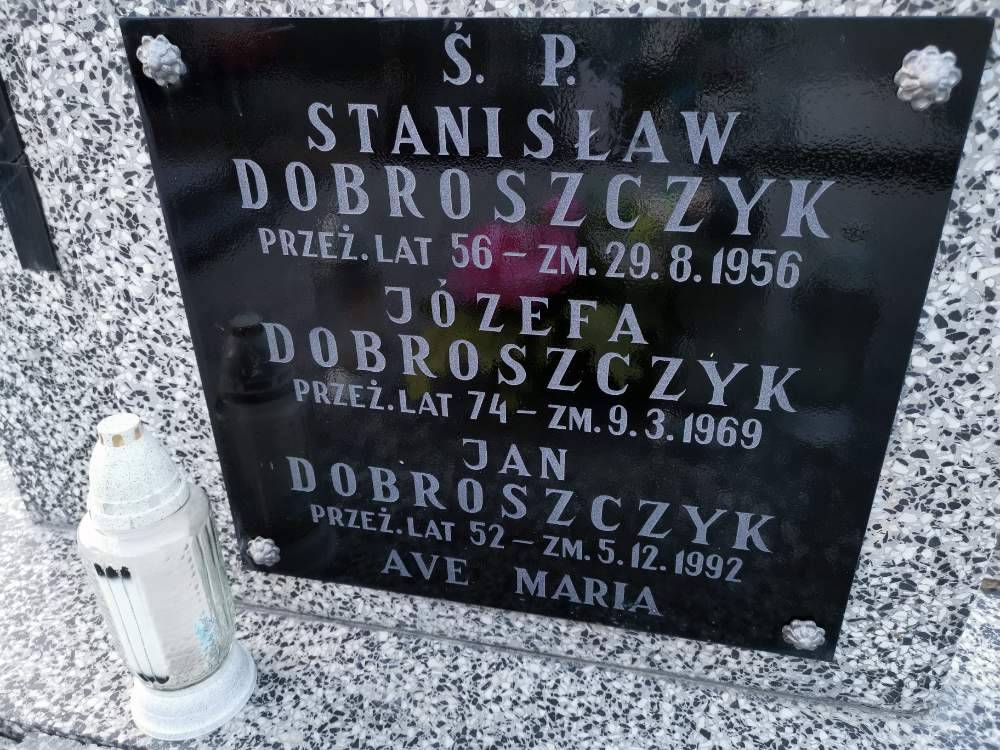 Ś. P.
STANISŁAW
DOBROSZCZYK
PRZEŻ. LAT 56 – ZM. 29. 8. 1956
JÓZEFA
DOBROSZCZYK
PRZEŻ. LAT 74 – ZM. 9. 3. 1969
JAN
DOBROSZCZYK
PRZEŻ. LAT 52 – ZM. 5. 12. 1992
AVE MARIA